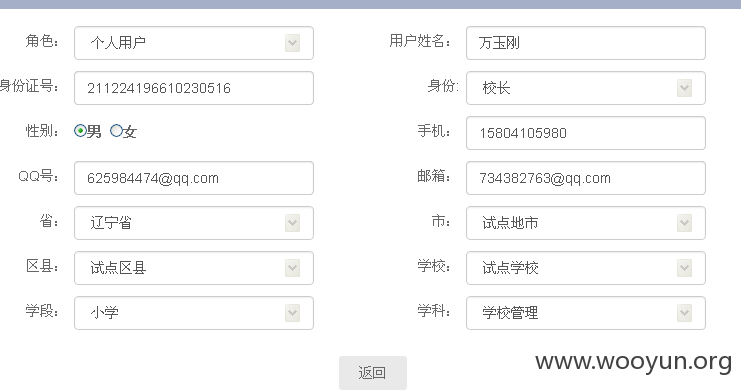 角色： 个人用户 用户姓名： 万玉刚
身份证号： 211224196610230516 身份: 校长
性别： 男 女 手机： 15804105980
QQ号： 625984474@qq.com 邮箱： 734382763@qq.com
省： 辽宁省 市： 试点地市
区县： 试点区县 学校： 试点学校
学段： 小学 学科： 学校管理
返回
www.wooyun.org